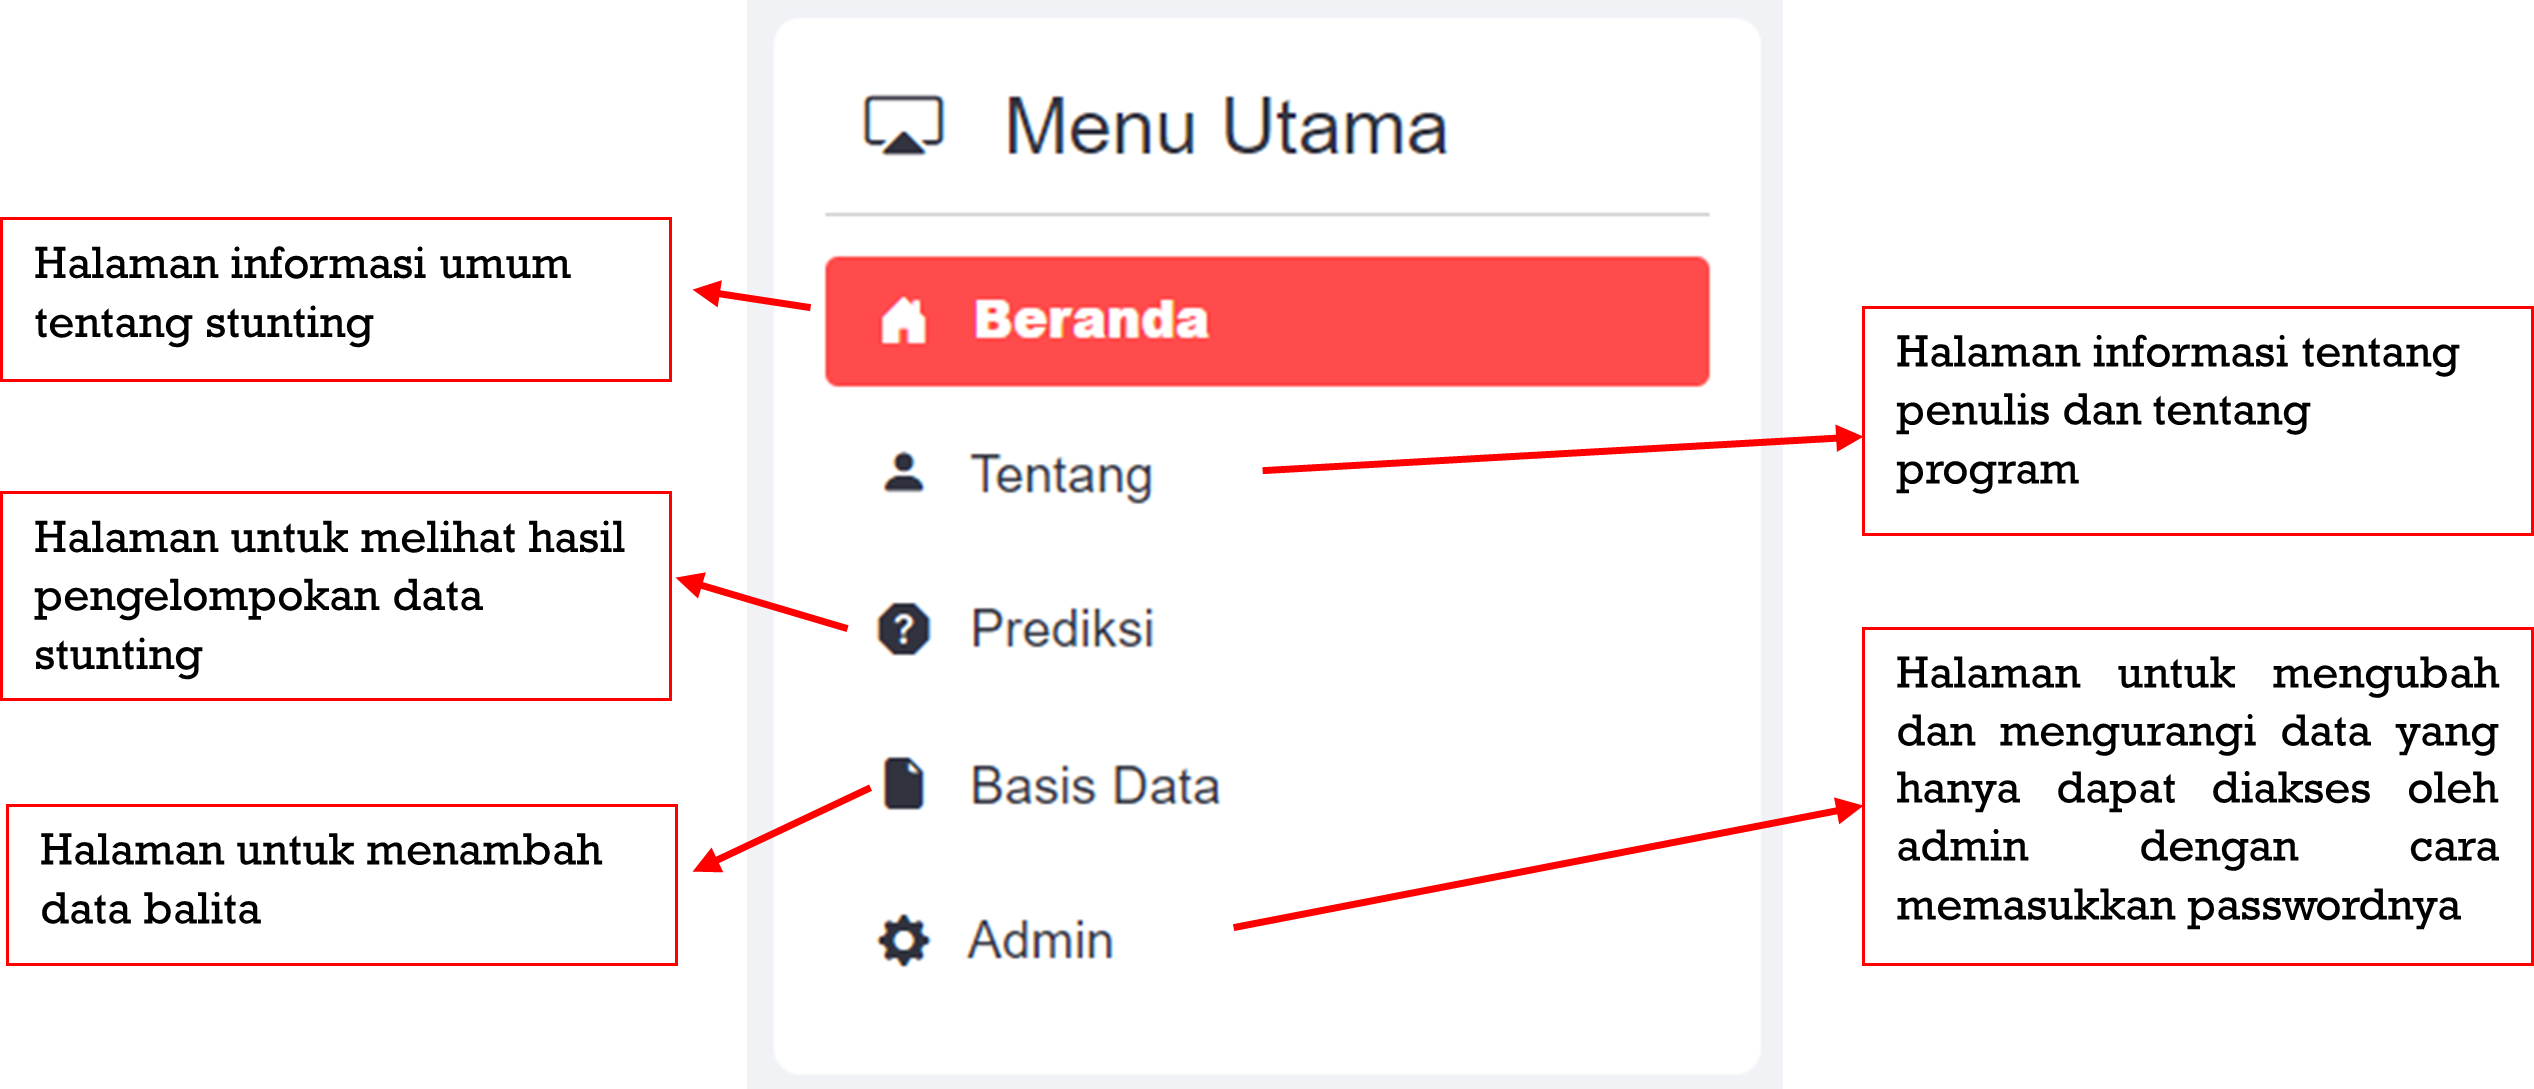 Menu Utama
Beranda
Tentang
Prediksi
Basis Data
Admin
Halaman informasi umum
tentang stunting
Halaman untuk melihat hasil
pengelompokan data
stunting
Halaman untuk menambah
data balita
Halaman informasi tentang
penulis dan tentang
program
Halaman untuk mengubah
dan mengurangi data yang
hanya dapat diakses oleh
admin dengan cara
memasukkan passwordnya